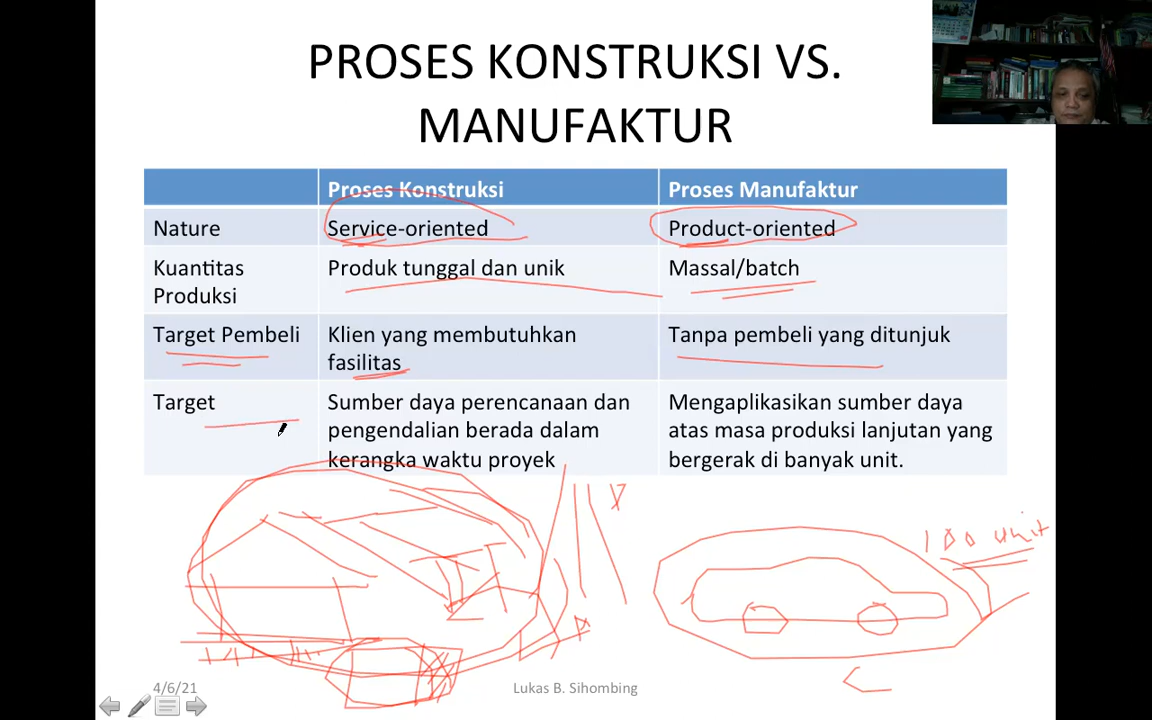 PROSES KONSTRUKSI VS.
MANUFAKTUR
Proses Konstruksi Proses Manufaktur
Nature Service-oriented Product-oriented
Kuantitas Produksi Produk tunggal dan unik Massal/batch
Target Pembeli Klien yang membutuhkan fasilitas Tanpa pembeli yang ditunjuk
Target Sumber daya perencanaan dan pengendalian berada dalam kerangka waktu proyek Mengaplikasikan sumber daya atas masa produksi lanjutan yang bergerak di banyak unit.
100 unit
4/6/21 Lukas B. Sihombing